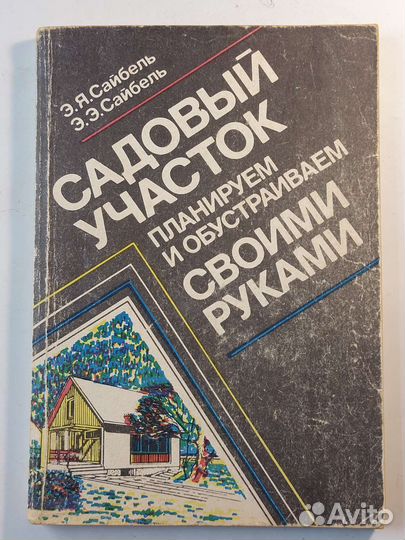 Э.Я.Сайбель
Э.Э.Сайбель
САДОВЫЙ
УЧАСТОК
ПЛАНИРУЕМ
И ОБУСТРАИВАЕМ
СВОИМИ
РУКАМИ
Avito